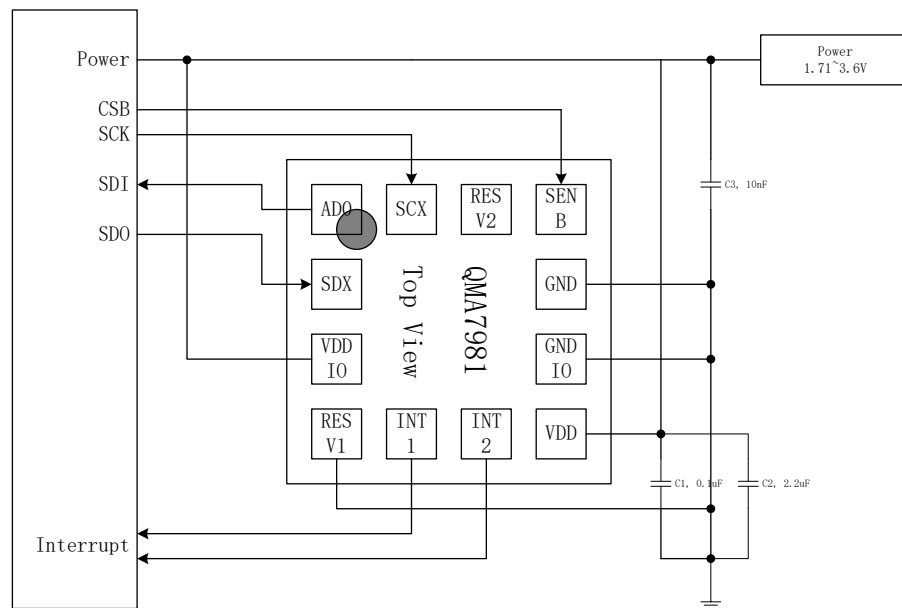 Power
Power
1.71~3.6V
CSB
SCK
SDI
SDO
ADO
SCX
RES
V2
SEN
B
C3, 10nF
SDX
GND
Top View
QMA7981
VDD
IO
GND
IO
RES
V1
INT
1
INT
2
VDD
C1, 0.1uF
C2, 2.2uF
Interrupt